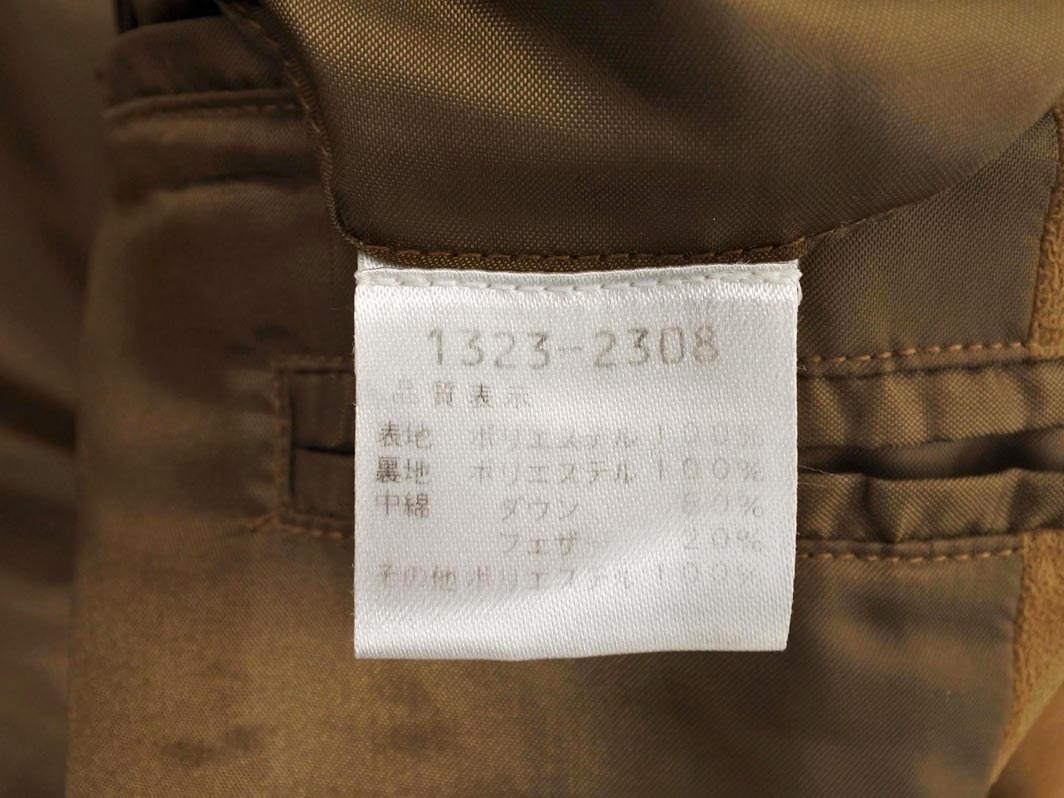 1323-2308
品質表示
表地 ポリエステル 100%
裏地 ポリエステル 100%
中綿 ダウン 80%
フェザー 20%
その他 ポリエステル 100%